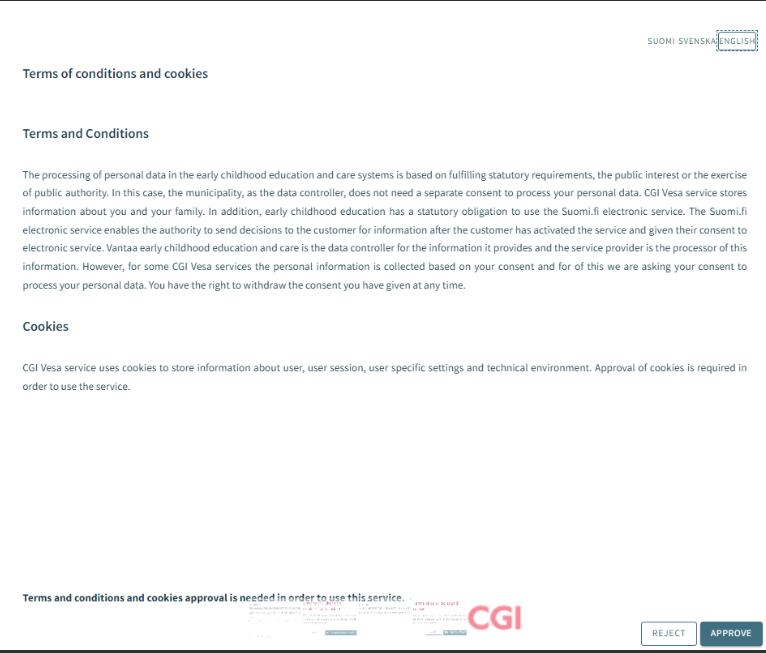 SUOMI SVENSKA ENGLISH
Terms of conditions and cookies
Terms and Conditions
The processing of personal data in the early childhood education and care systems is based on fulfilling statutory requirements, the public interest or the exercise
of public authority. In this case, the municipality, as the data controller, does not need a separate consent to process your personal data. CGI Vesa service stores
information about you and your family. In addition, early childhood education has a statutory obligation to use the Suomi.fi electronic service. The Suomi.fi
electronic service enables the authority to send decisions to the customer for information after the customer has activated the service and given their consent to
electronic service. Vantaa early childhood education and care is the data controller for the information it provides and the service provider is the processor of this
information. However, for some CGI Vesa services the personal information is collected based on your consent and for of this we are asking your consent to
process your personal data. You have the right to withdraw the consent you have given at any time.
Cookies
CGI Vesa service uses cookies to store information about user, user session, user specific settings and technical environment. Approval of cookies is required in
order to use the service.
Terms and conditions and cookies approval is needed in order to use this service.
CGI
REJECT APPROVE